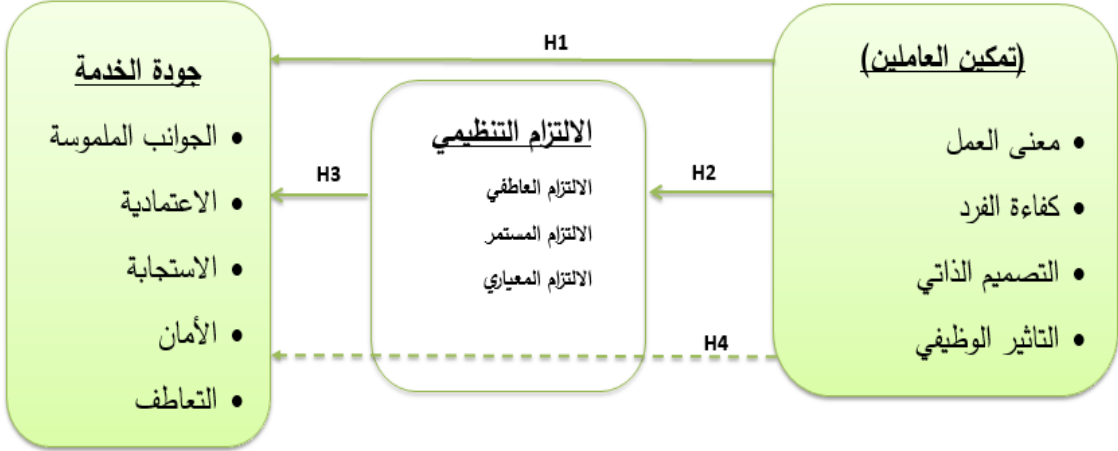 (تمكين العاملين)
• معنى العمل
• كفاءة الفرد
• التصميم الذاتي
• التاثير الوظيفي
H1
H2
الالتزام التنظيمي
الالتزام العاطفي
الالتزام المستمر
الالتزام المعياري
H3
H4
جودة الخدمة
• الجوانب الملموسة
• الاعتمادية
• الاستجابة
• الأمان
• التعاطف